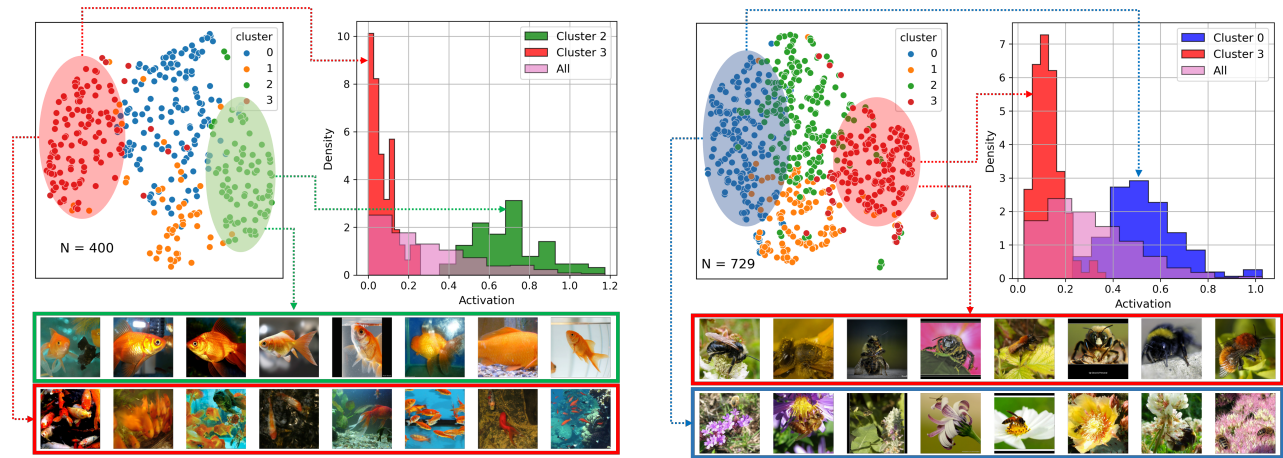 cluster
0
1
2
3
N = 400
Density
10
8
6
4
2
0
Cluster 2
Cluster 3
All
0.0 0.2 0.4 0.6 0.8 1.0 1.2
Activation
cluster
0
1
2
3
N = 729
Density
7
6
5
4
3
2
1
0
Cluster 0
Cluster 3
All
0.0 0.2 0.4 0.6 0.8 1.0
Activation